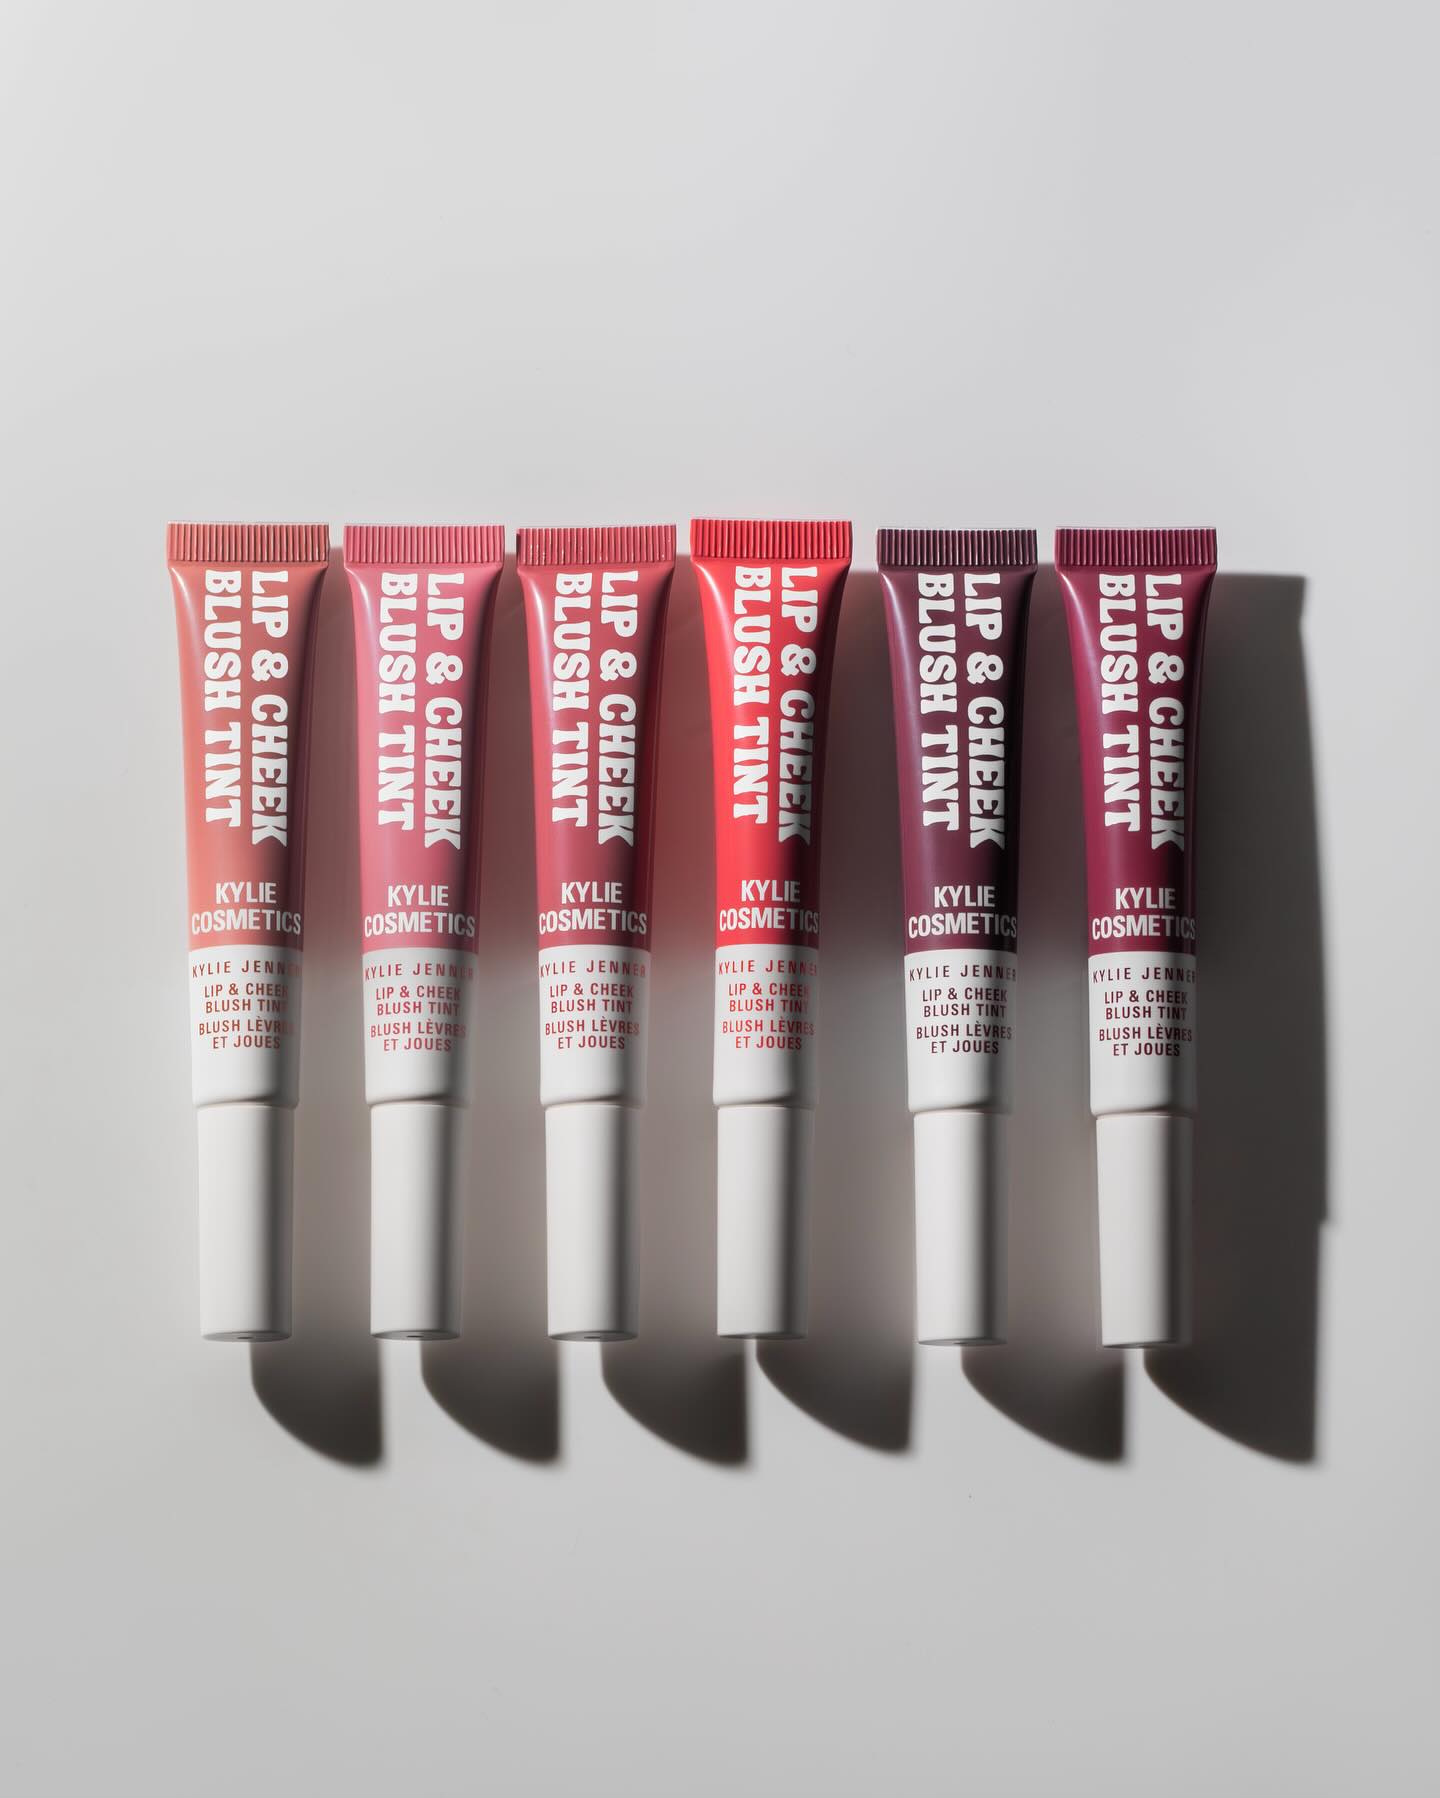 LIP & CHEEK
BLUSH TINT
KYLIE
COSMETICS
KYLIE JENNER
LIP & CHEEK
BLUSH TINT
BLUSH LÈVRES
ET JOUES
LIP & CHEEK
BLUSH TINT
KYLIE
COSMETICS
KYLIE JENNER
LIP & CHEEK
BLUSH TINT
BLUSH LÈVRES
ET JOUES
LIP & CHEEK
BLUSH TINT
KYLIE
COSMETICS
KYLIE JENNER
LIP & CHEEK
BLUSH TINT
BLUSH LÈVRES
ET JOUES
LIP & CHEEK
BLUSH TINT
KYLIE
COSMETICS
KYLIE JENNER
LIP & CHEEK
BLUSH TINT
BLUSH LÈVRES
ET JOUES
LIP & CHEEK
BLUSH TINT
KYLIE
COSMETICS
KYLIE JENNER
LIP & CHEEK
BLUSH TINT
BLUSH LÈVRES
ET JOUES
LIP & CHEEK
BLUSH TINT
KYLIE
COSMETICS
KYLIE JENNER
LIP & CHEEK
BLUSH TINT
BLUSH LÈVRES
ET JOUES